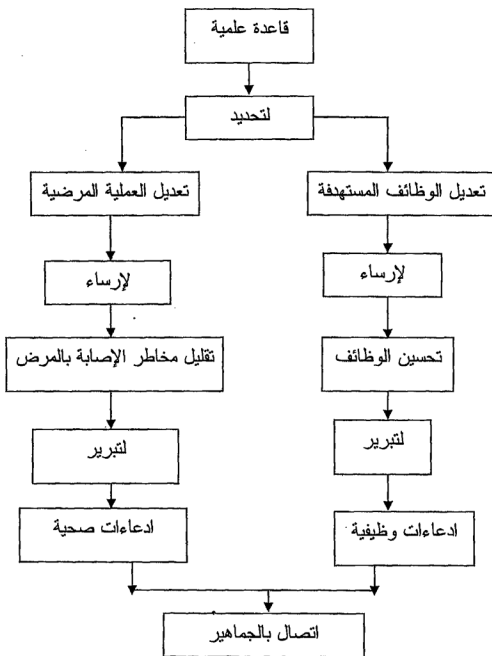 قاعدة علمية
لتحديد
تعديل الوظائف المستهدفة
تعديل العملية المرضية
لإرساء
لإرساء
تحسين الوظائف
تقليل مخاطر الإصابة بالمرض
لتبرير
لتبرير
ادعاءات وظيفية
ادعاءات صحية
اتصال بالجماهير